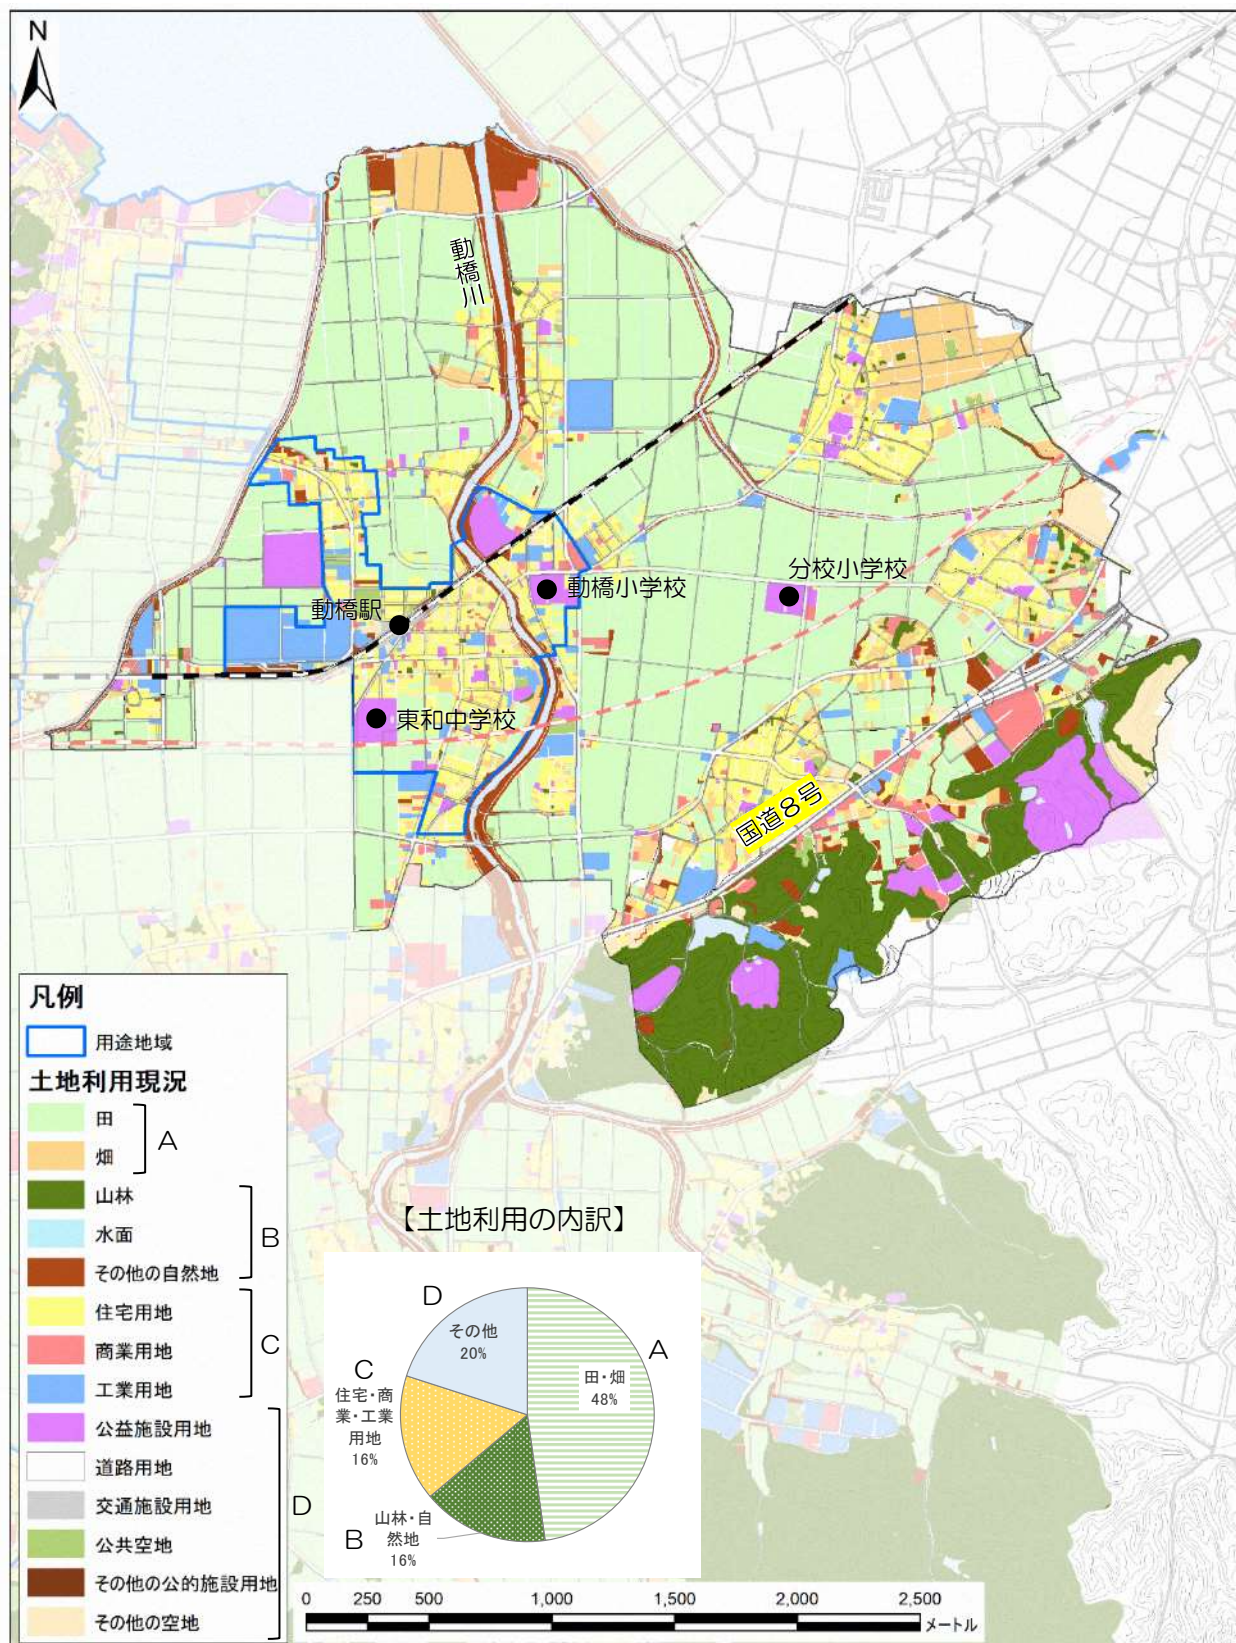 N
動橋川
分校小学校
動橋小学校
動橋駅
東和中学校
国道8号
凡例
用途地域
土地利用現況
田
畑
A
山林
水面
その他の自然地
B
住宅用地
商業用地
工業用地
C
公益施設用地
道路用地
交通施設用地
公共空地
その他の公的施設用地
その他の空地
D
【土地利用の内訳】
D
その他
20%
A
田・畑
48%
C
住宅・商
業・工業
用地
16%
B
山林・自
然地
16%
0 250 500 1,000 1,500 2,000 2,500
メートル